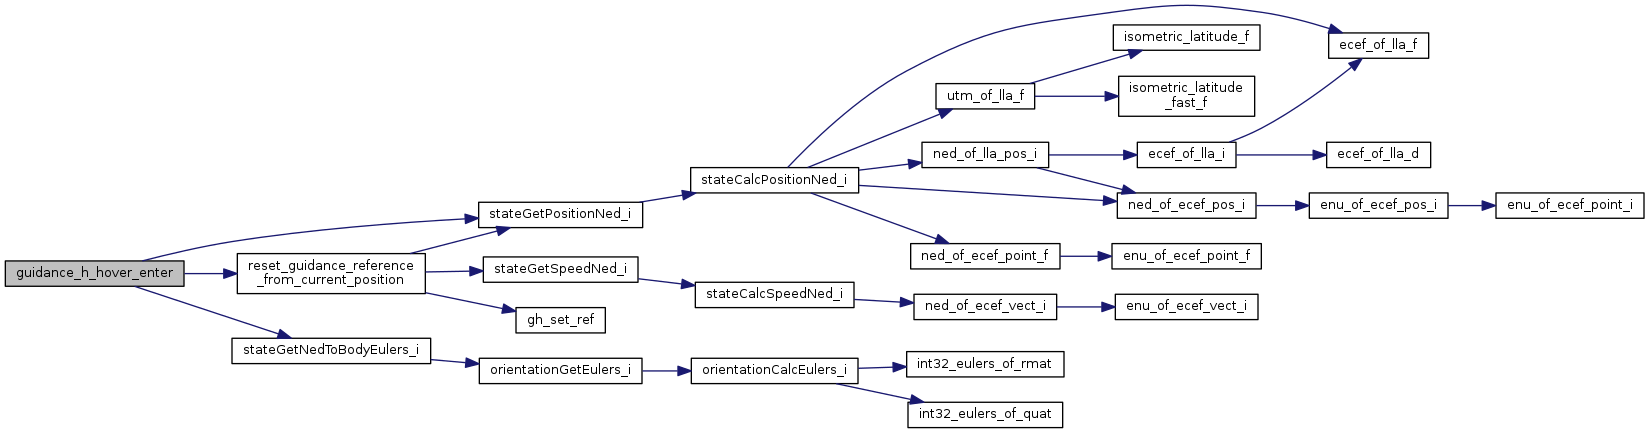 guidance_h_hover_enter
stateGetPositionNed_i
reset_guidance_reference
_from_current_position
stateGetSpeedNed_i
gh_set_ref
stateGetNedToBodyEulers_i
orientationGetEulers_i
stateCalcPositionNed_i
stateCalcSpeedNed_i
orientationCalcEulers_i
utm_of_lla_f
ned_of_lla_pos_i
ned_of_ecef_point_f
ned_of_ecef_vect_i
int32_eulers_of_rmat
int32_eulers_of_quat
isometric_latitude_f
isometric_latitude
_fast_f
ecef_of_lla_i
ned_of_ecef_pos_i
enu_of_ecef_point_f
enu_of_ecef_vect_i
ecef_of_lla_f
ecef_of_lla_d
enu_of_ecef_pos_i
enu_of_ecef_point_i